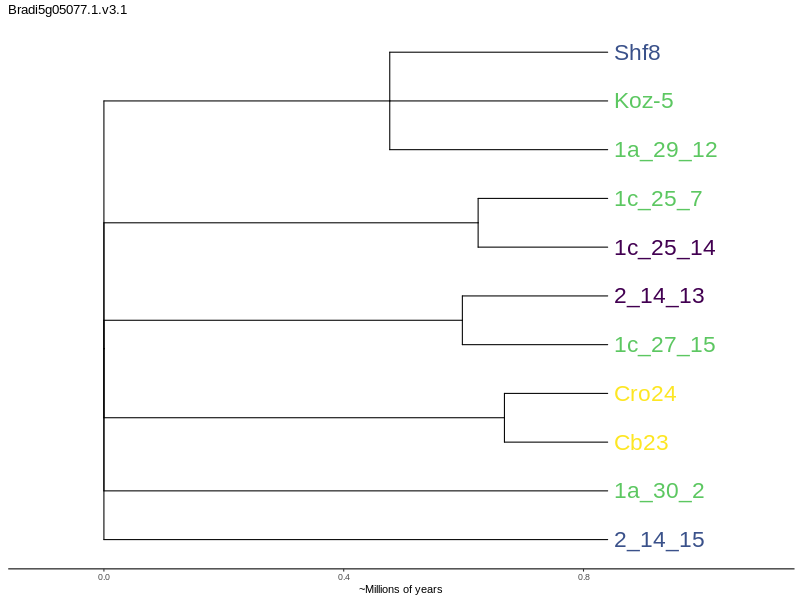 Bradi5g05077.1.v3.1
Shf8
Koz-5
1a_29_12
1c_25_7
1c_25_14
2_14_13
1c_27_15
Cro24
Cb23
1a_30_2
2_14_15
0.0 0.4 0.8
~Millions of years